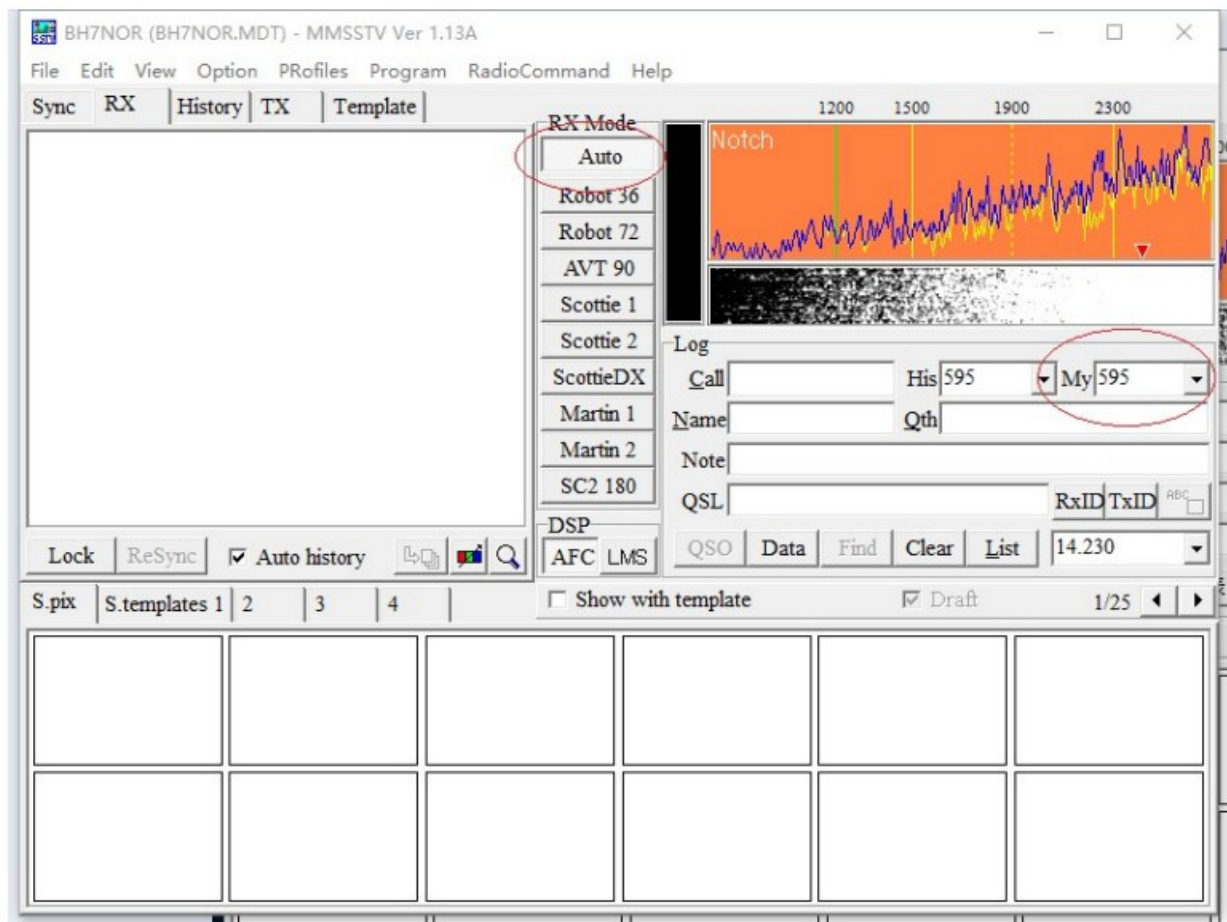 BH7NOR (BH7NOR.MDT) - MMSSTV Ver 1.13A
File Edit View Option PRofiles Program RadioCommand Help
Sync RX History TX Template
RX Mode
Auto
Robot 36
Robot 72
AVT 90
Scottie 1
Scottie 2
ScottieDX
Martin 1
Martin 2
SC2 180
DSP
AFC LMS
1200 1500 1900 2300
Notch
Log
Call His 595 My 595
Name Qth
Note
QSL RxID TxID ABC
QSO Data Find Clear List 14.230
Lock ReSync Auto history
S.pix S.templates 1 2 3 4
Show with template Draft 1/25